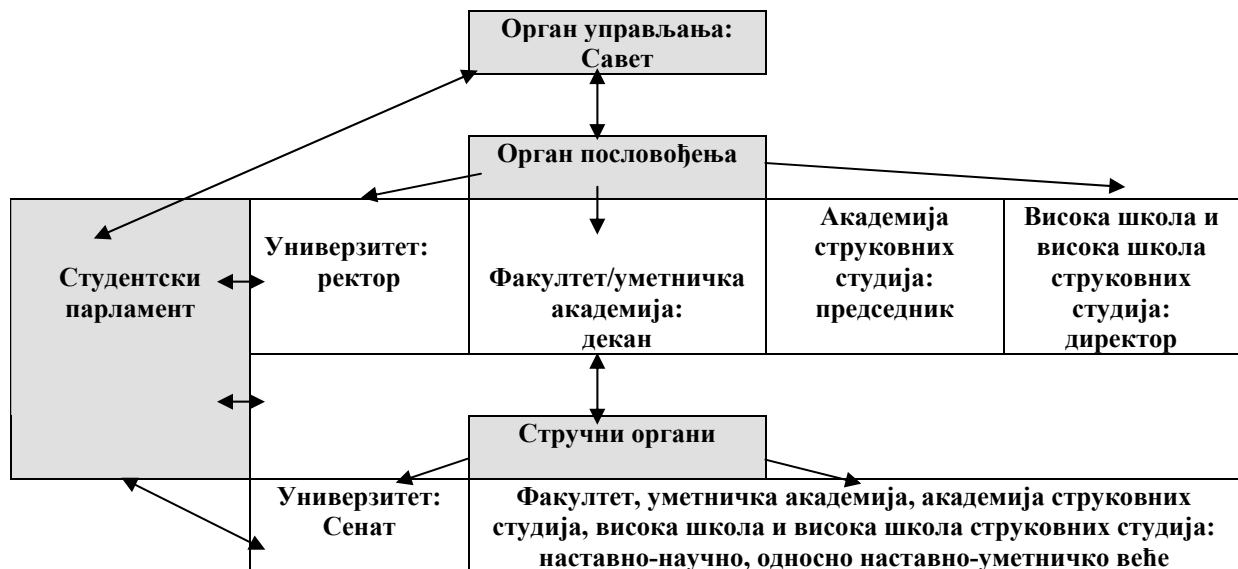 Орган управљања:
Савет
Орган пословођења
Студентски
парламент
Универзитет:
ректор
Факултет/уметничка
академија:
декан
Академија
струковних
студија:
председник
Висока школа и
висока школа
струковних
студија:
директор
Стручни органи
Универзитет:
Сенат
Факултет, уметничка академија, академија струковних
студија, висока школа и висока школа струковних студија:
наставно-научно, односно наставно-уметничко веће